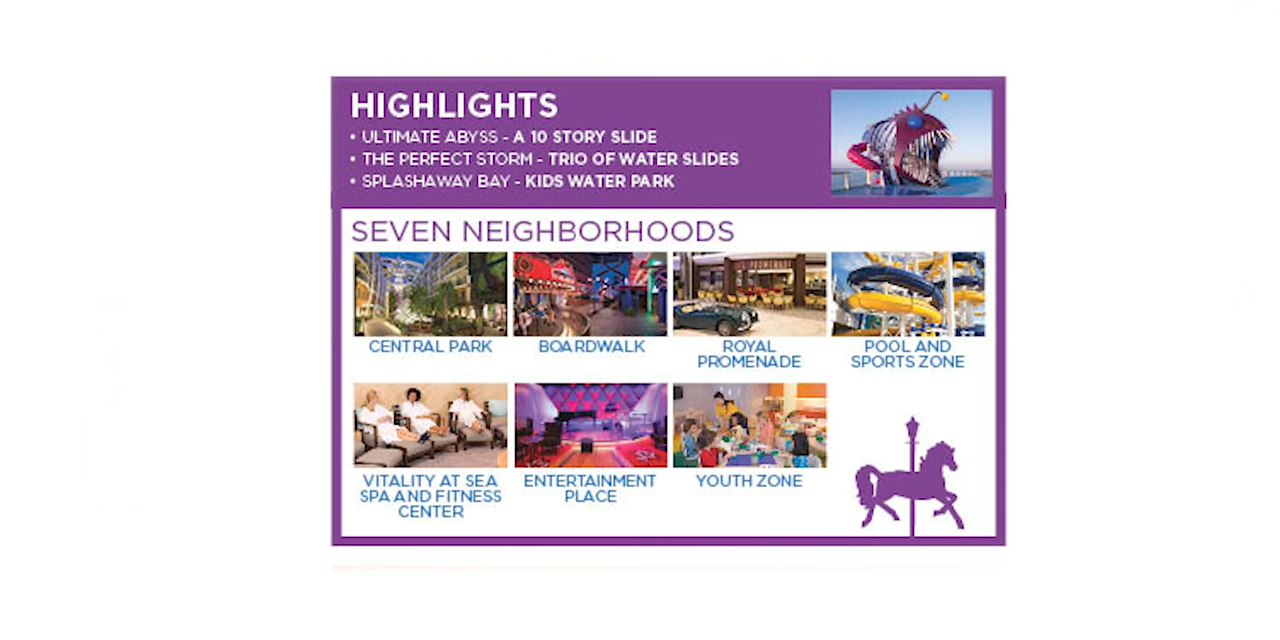 HIGHLIGHTS
• ULTIMATE ABYSS - A 10 STORY SLIDE
• THE PERFECT STORM - TRIO OF WATER SLIDES
• SPLASHAWAY BAY - KIDS WATER PARK
SEVEN NEIGHBORHOODS
PROMENADE
CENTRAL PARK
BOARDWALK
ROYAL
PROMENADE
POOL AND
SPORTS ZONE
VITALITY AT SEA
SPA AND FITNESS
CENTER
ENTERTAINMENT
PLACE
YOUTH ZONE